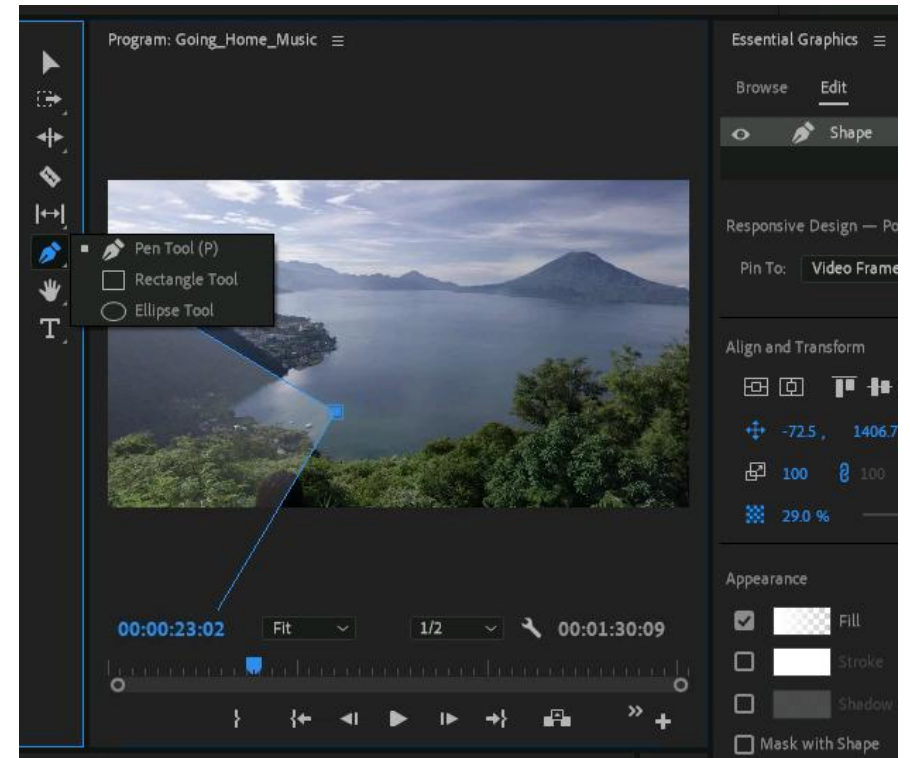 Program: Going_Home_Music
Pen Tool (P)
Rectangle Tool
Ellipse Tool
T
00:00:23:02
Fit
1/2
00:01:30:09
Essential Graphics
Browse Edit
Shape
Responsive Design — Po
Pin To: Video Frame
Align and Transform
-72.5 , 1406.7
100 100
29.0 %
Appearance
Fill
Stroke
Shadow
Mask with Shape